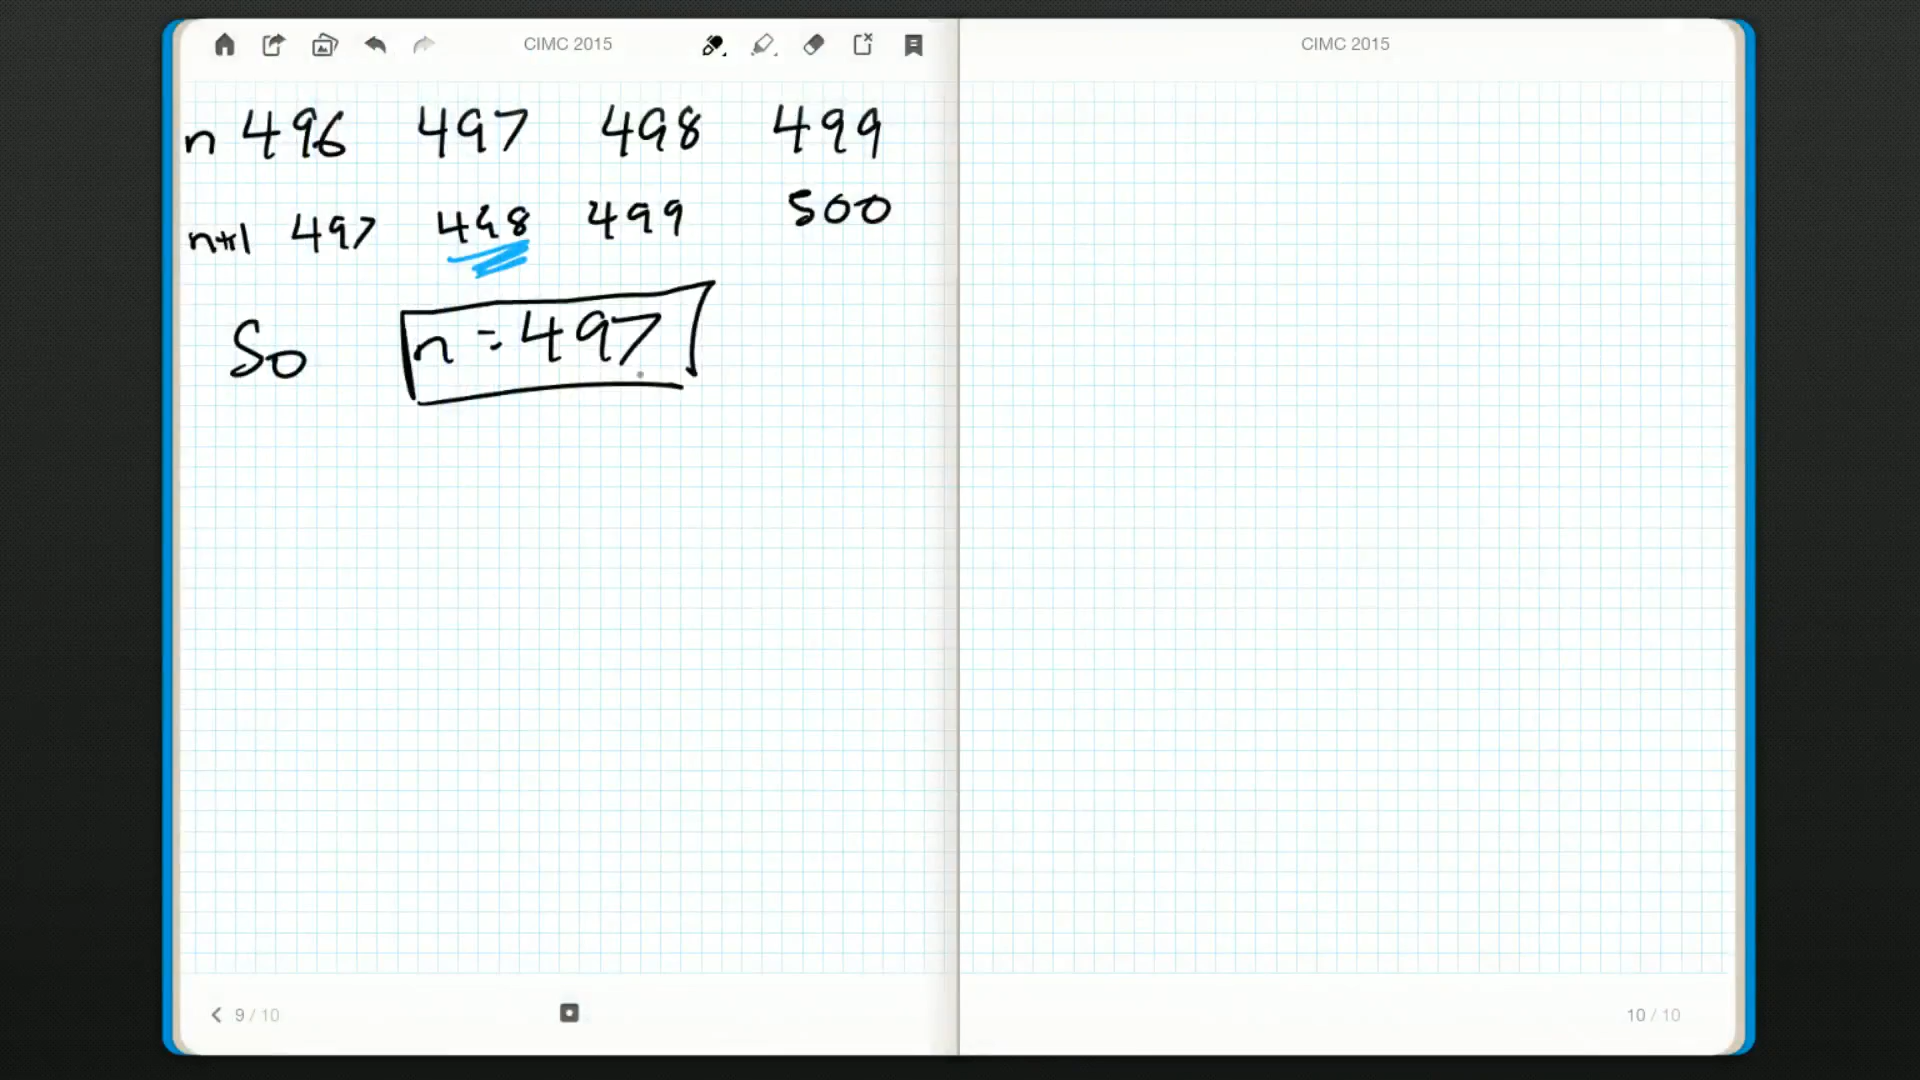 CIMC 2015
CIMC 2015
n 496 497 498 499
n+1 497 498 499 500
So n = 497
9 / 10
10 / 10